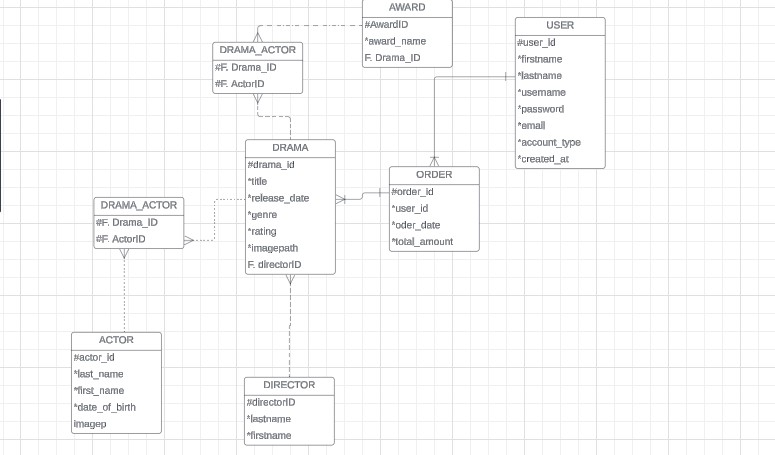 AWARD
#AwardID
*award_name
F. Drama_ID
USER
#user_id
*firstname
*lastname
*username
*password
*email
*account_type
*created_at
DRAMA_ACTOR
#F. Drama_ID
#F. ActorID
DRAMA
#drama_id
*title
*release_date
*genre
*rating
*imagepath
F. directorID
ORDER
#order_id
*user_id
*oder_date
*total_amount
DRAMA_ACTOR
#F. Drama_ID
#F. ActorID
ACTOR
#actor_id
*last_name
*first_name
*date_of_birth
imagep
DIRECTOR
#directorID
*lastname
*firstname